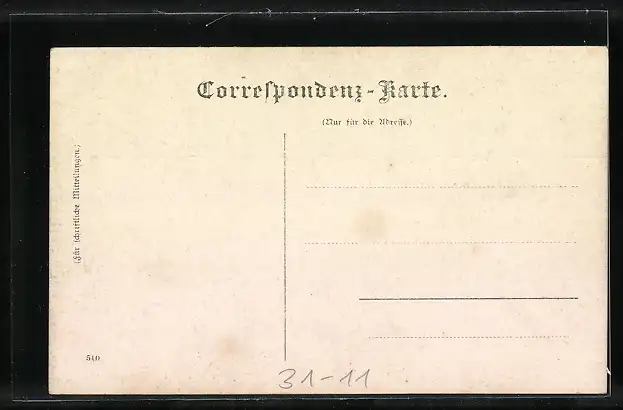 Correſpondenz-Karte.
(Nur für die Adreſſe.)
(Für ſchriftliche Mitteilungen.)
510
31-11